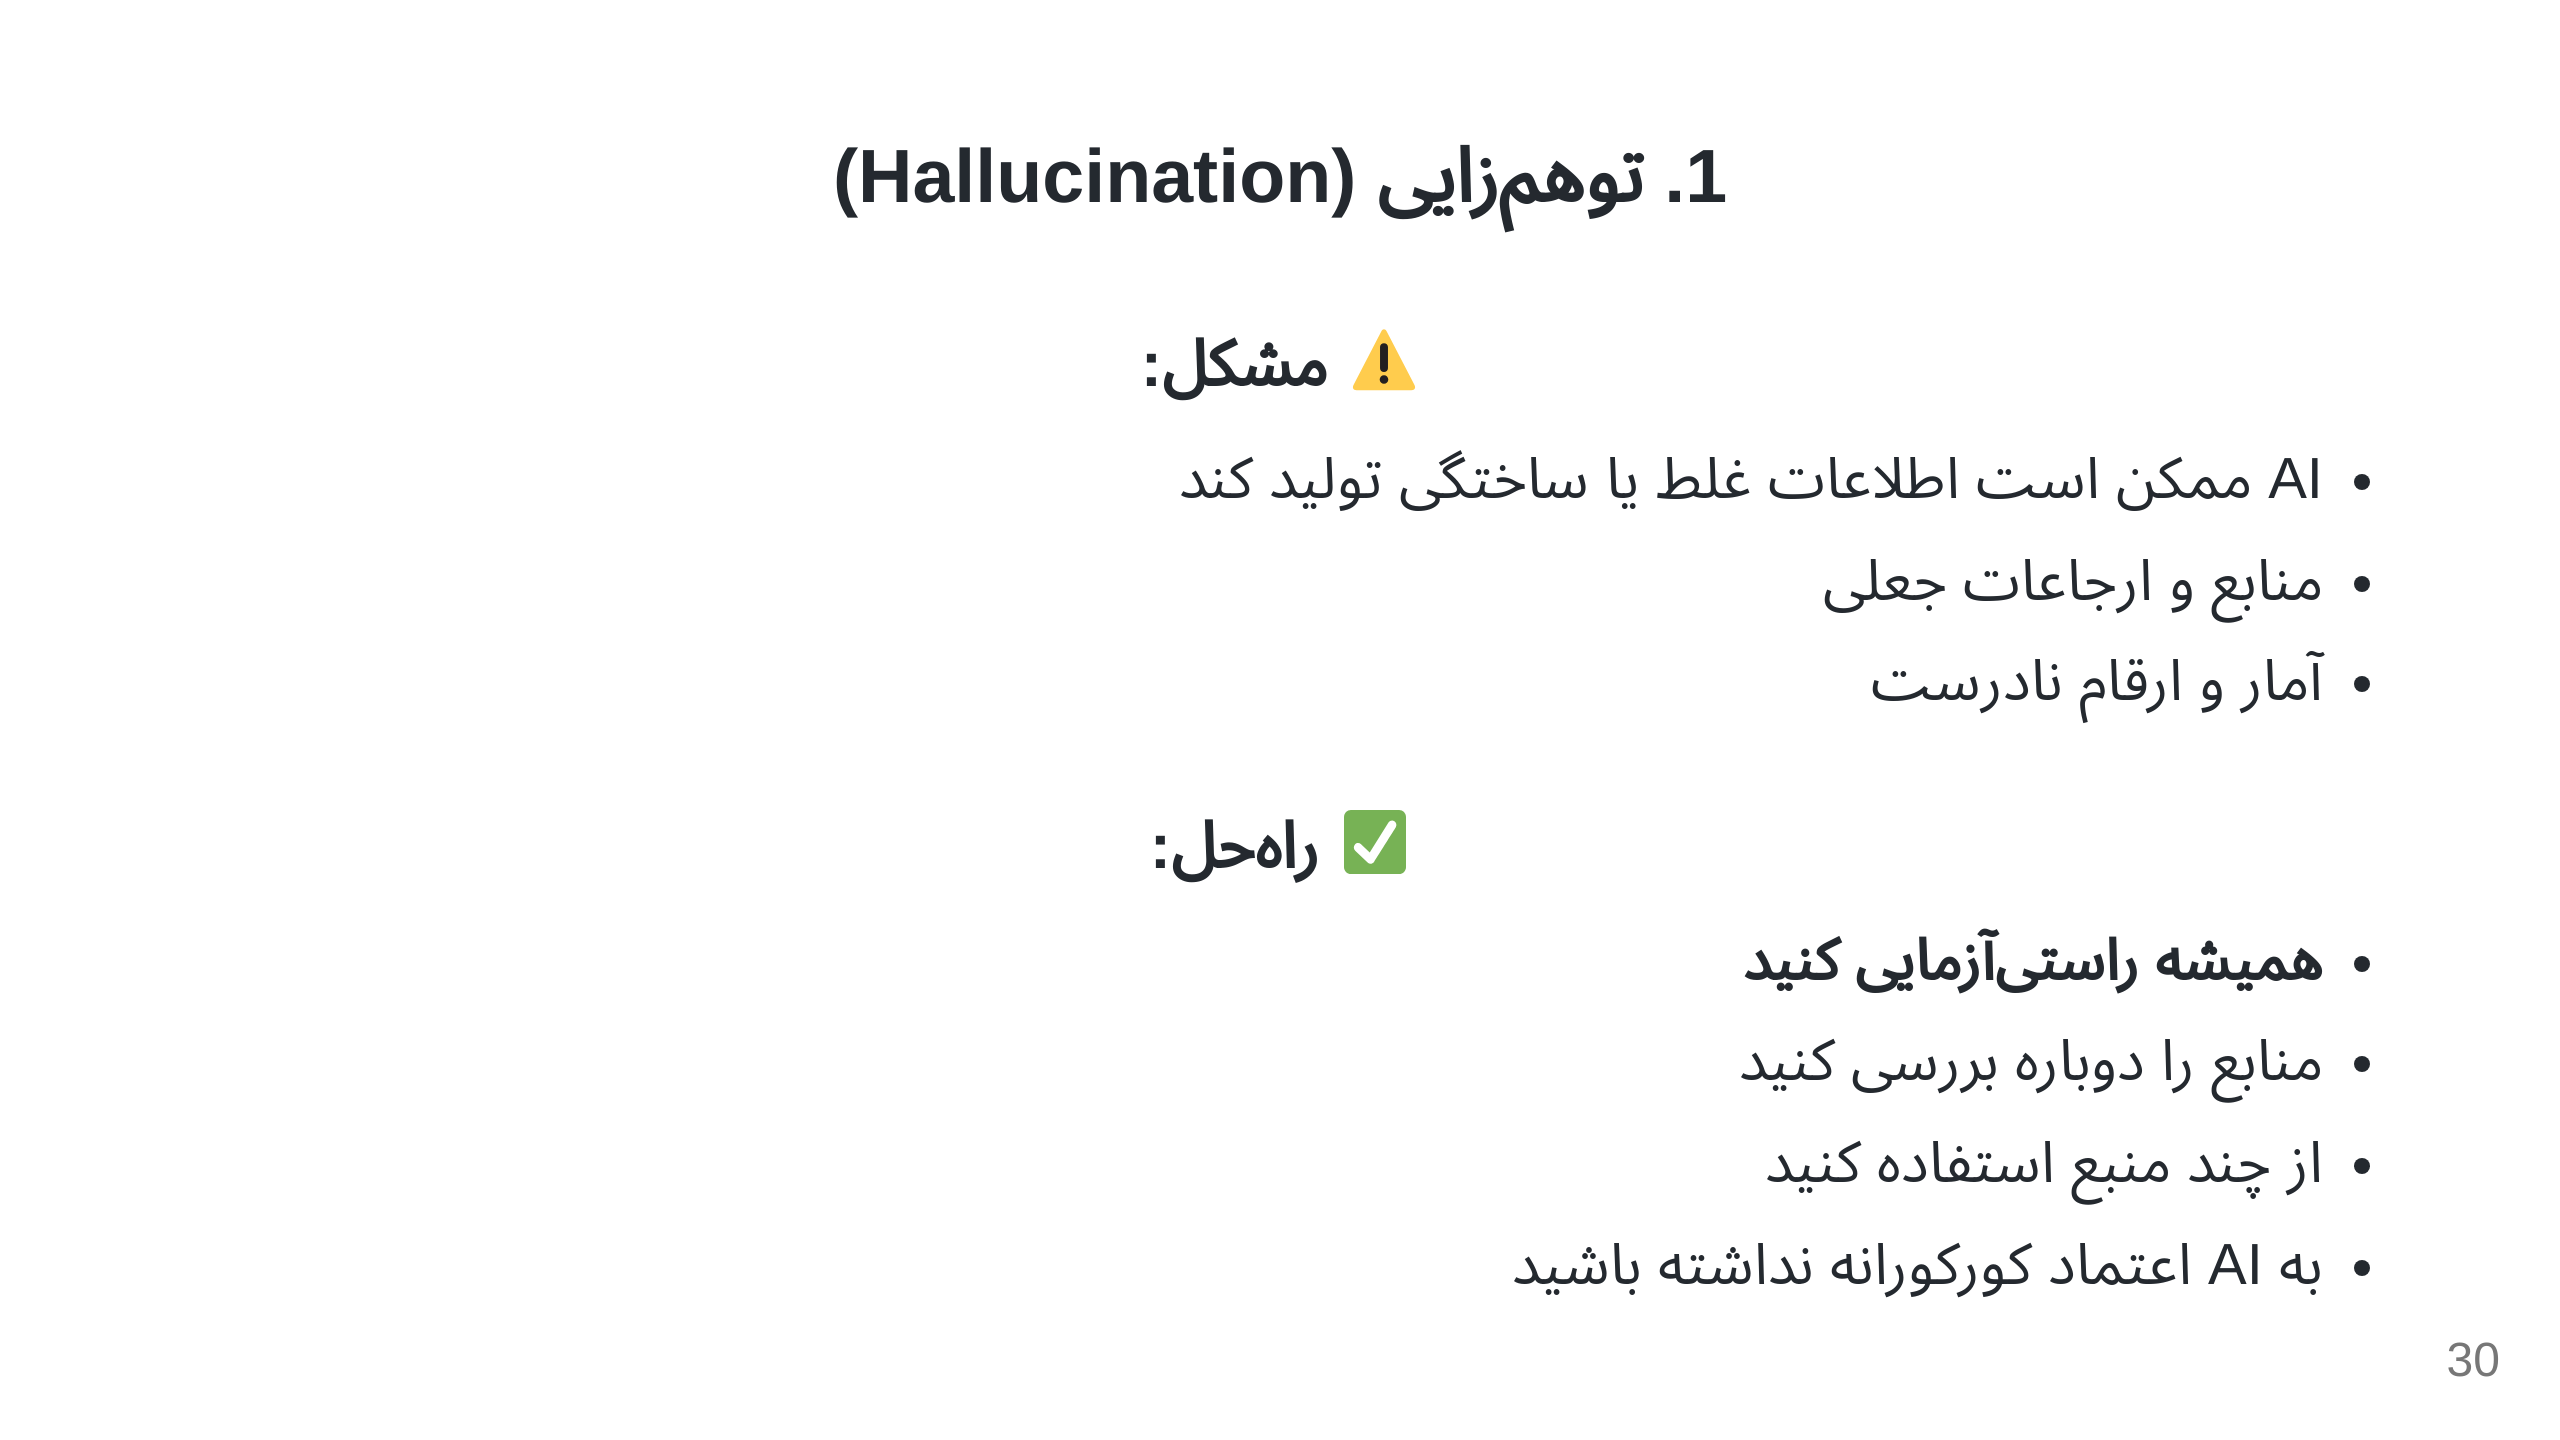 1. توهم‌زایی (Hallucination)
⚠️ مشکل:
• AI ممکن است اطلاعات غلط یا ساختگی تولید کند
• منابع و ارجاعات جعلی
• آمار و ارقام نادرست
✅ راه‌حل:
• همیشه راستی‌آزمایی کنید
• منابع را دوباره بررسی کنید
• از چند منبع استفاده کنید
• به AI اعتماد کورکورانه نداشته باشید
30